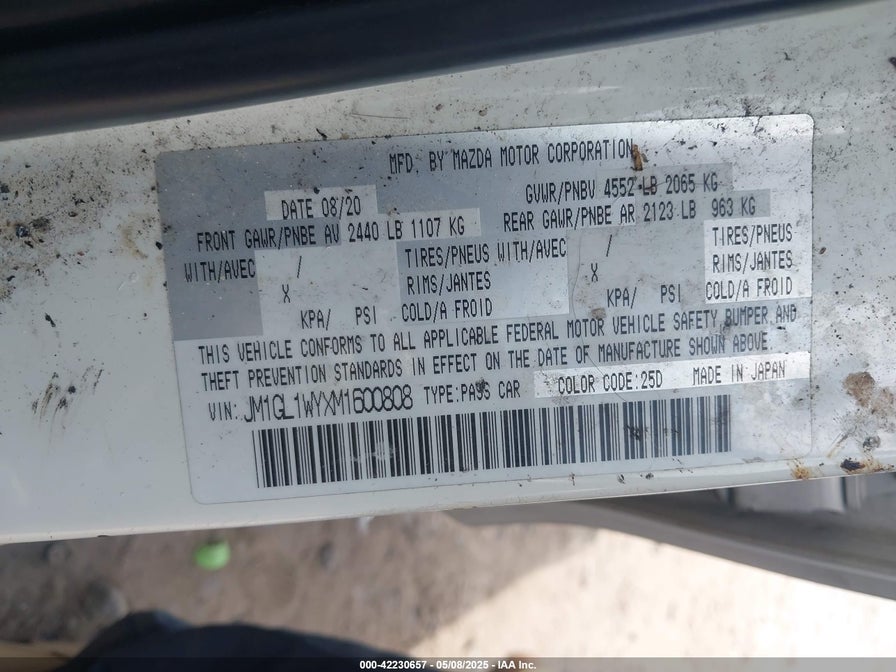 MFD. BY MAZDA MOTOR CORPORATION
DATE 08/20 GVWR/PNBV 4552 LB 2065 KG
FRONT GAWR/PNBE AV 2440 LB 1107 KG REAR GAWR/PNBE AR 2123 LB 963 KG
WITH/AVEC / TIRES/PNEUS WITH/AVEC / TIRES/PNEUS
X RIMS/JANTES X RIMS/JANTES
KPA/ PSI COLD/A FROID KPA/ PSI COLD/A FROID
THIS VEHICLE CONFORMS TO ALL APPLICABLE FEDERAL MOTOR VEHICLE SAFETY BUMPER AND
THEFT PREVENTION STANDARDS IN EFFECT ON THE DATE OF MANUFACTURE SHOWN ABOVE
VIN: JM1GL1WYXM1600808 TYPE:PASS CAR COLOR CODE:25D MADE IN JAPAN
000-42230657 - 05/08/2025 - IAA Inc.